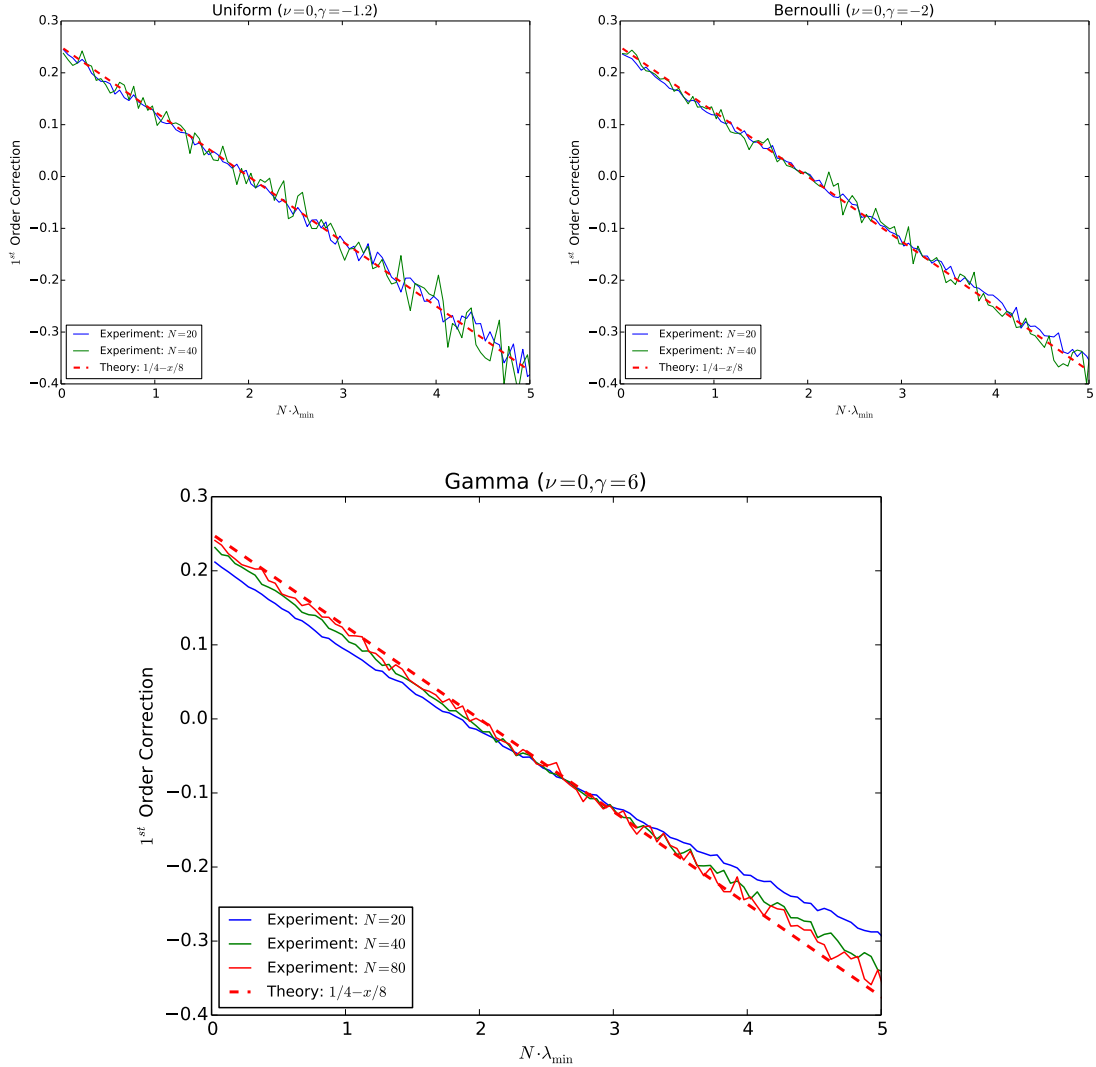 Uniform (ν=0,γ=−1.2)
0.3
0.2
0.1
0.0
−0.1
−0.2
−0.3
−0.4
1st Order Correction
Experiment: N=20
Experiment: N=40
Theory: 1/4−x/8
0 1 2 3 4 5
N·λmin
Bernoulli (ν=0,γ=−2)
0.3
0.2
0.1
0.0
−0.1
−0.2
−0.3
−0.4
1st Order Correction
Experiment: N=20
Experiment: N=40
Theory: 1/4−x/8
0 1 2 3 4 5
N·λmin
Gamma (ν=0,γ=6)
0.3
0.2
0.1
0.0
−0.1
−0.2
−0.3
−0.4
1st Order Correction
Experiment: N=20
Experiment: N=40
Experiment: N=80
Theory: 1/4−x/8
0 1 2 3 4 5
N·λmin